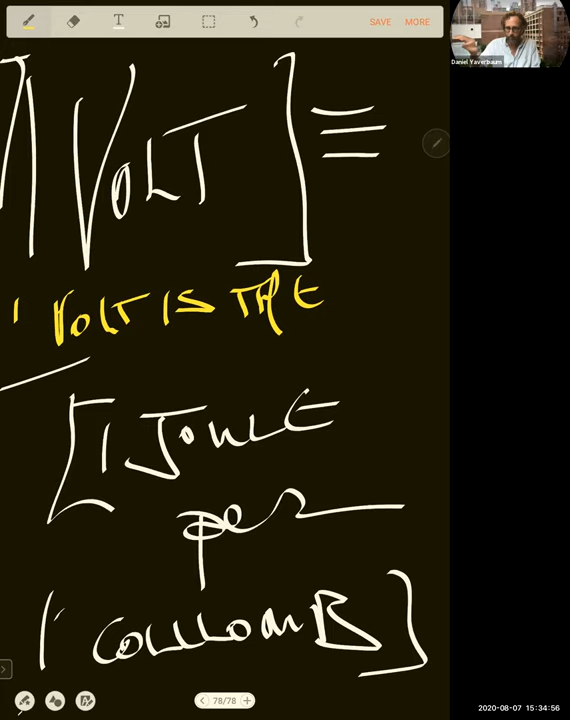 SAVE MORE
Daniel Yaverbaum
1 VOLT ] ≡
1 VOLT IS THE
[ 1 JOULE
per
1 COULOMB ]
78/78
2020-08-07 15:34:56